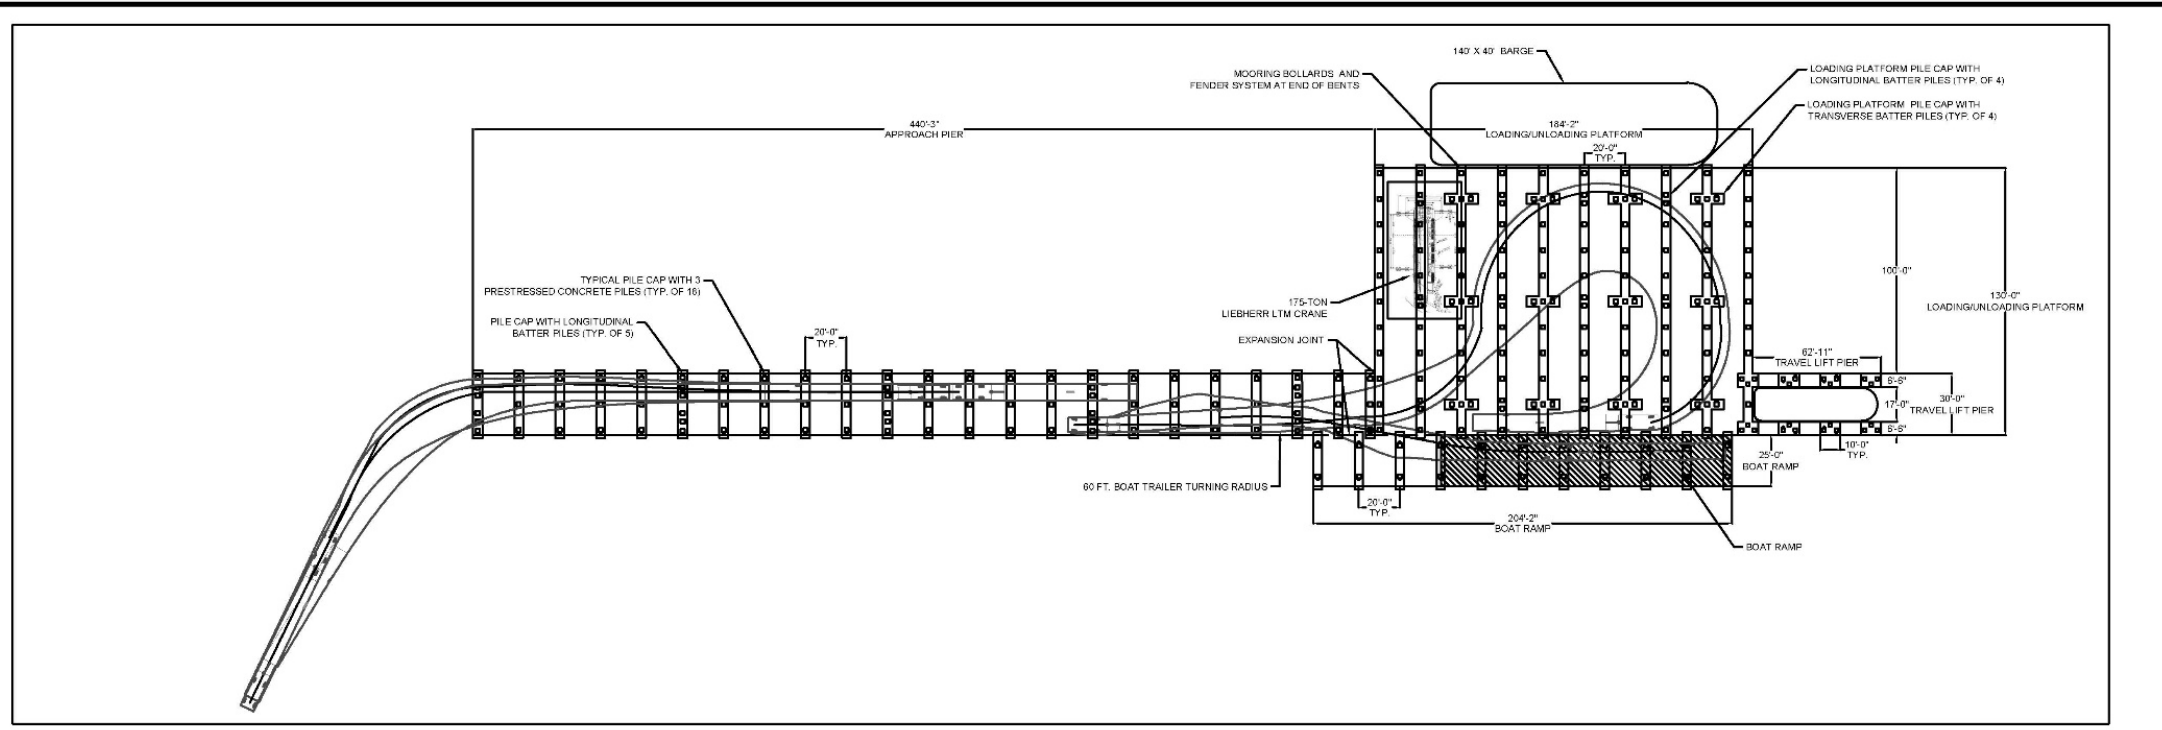 140' X 40' BARGE
MOORING BOLLARDS AND
FENDER SYSTEM AT END OF BENTS
LOADING PLATFORM PILE CAP WITH
LONGITUDINAL BATTER PILES (TYP. OF 4)
LOADING PLATFORM PILE CAP WITH
TRANSVERSE BATTER PILES (TYP. OF 4)
440'-3"
APPROACH PIER
184'-2"
LOADING/UNLOADING PLATFORM
20'-0"
TYP.
TYPICAL PILE CAP WITH 3
PRESTRESSED CONCRETE PILES (TYP. OF 18)
PILE CAP WITH LONGITUDINAL
BATTER PILES (TYP. OF 5)
20'-0"
TYP.
175-TON
LIEBHERR LTM CRANE
EXPANSION JOINT
100'-0"
130'-0"
LOADING/UNLOADING PLATFORM
62'-11"
TRAVEL LIFT PIER
6'-6"
17'-0"
30'-0"
TRAVEL LIFT PIER
6'-6"
10'-0"
TYP.
25'-0"
BOAT RAMP
60 FT. BOAT TRAILER TURNING RADIUS
20'-0"
TYP.
204'-2"
BOAT RAMP
BOAT RAMP